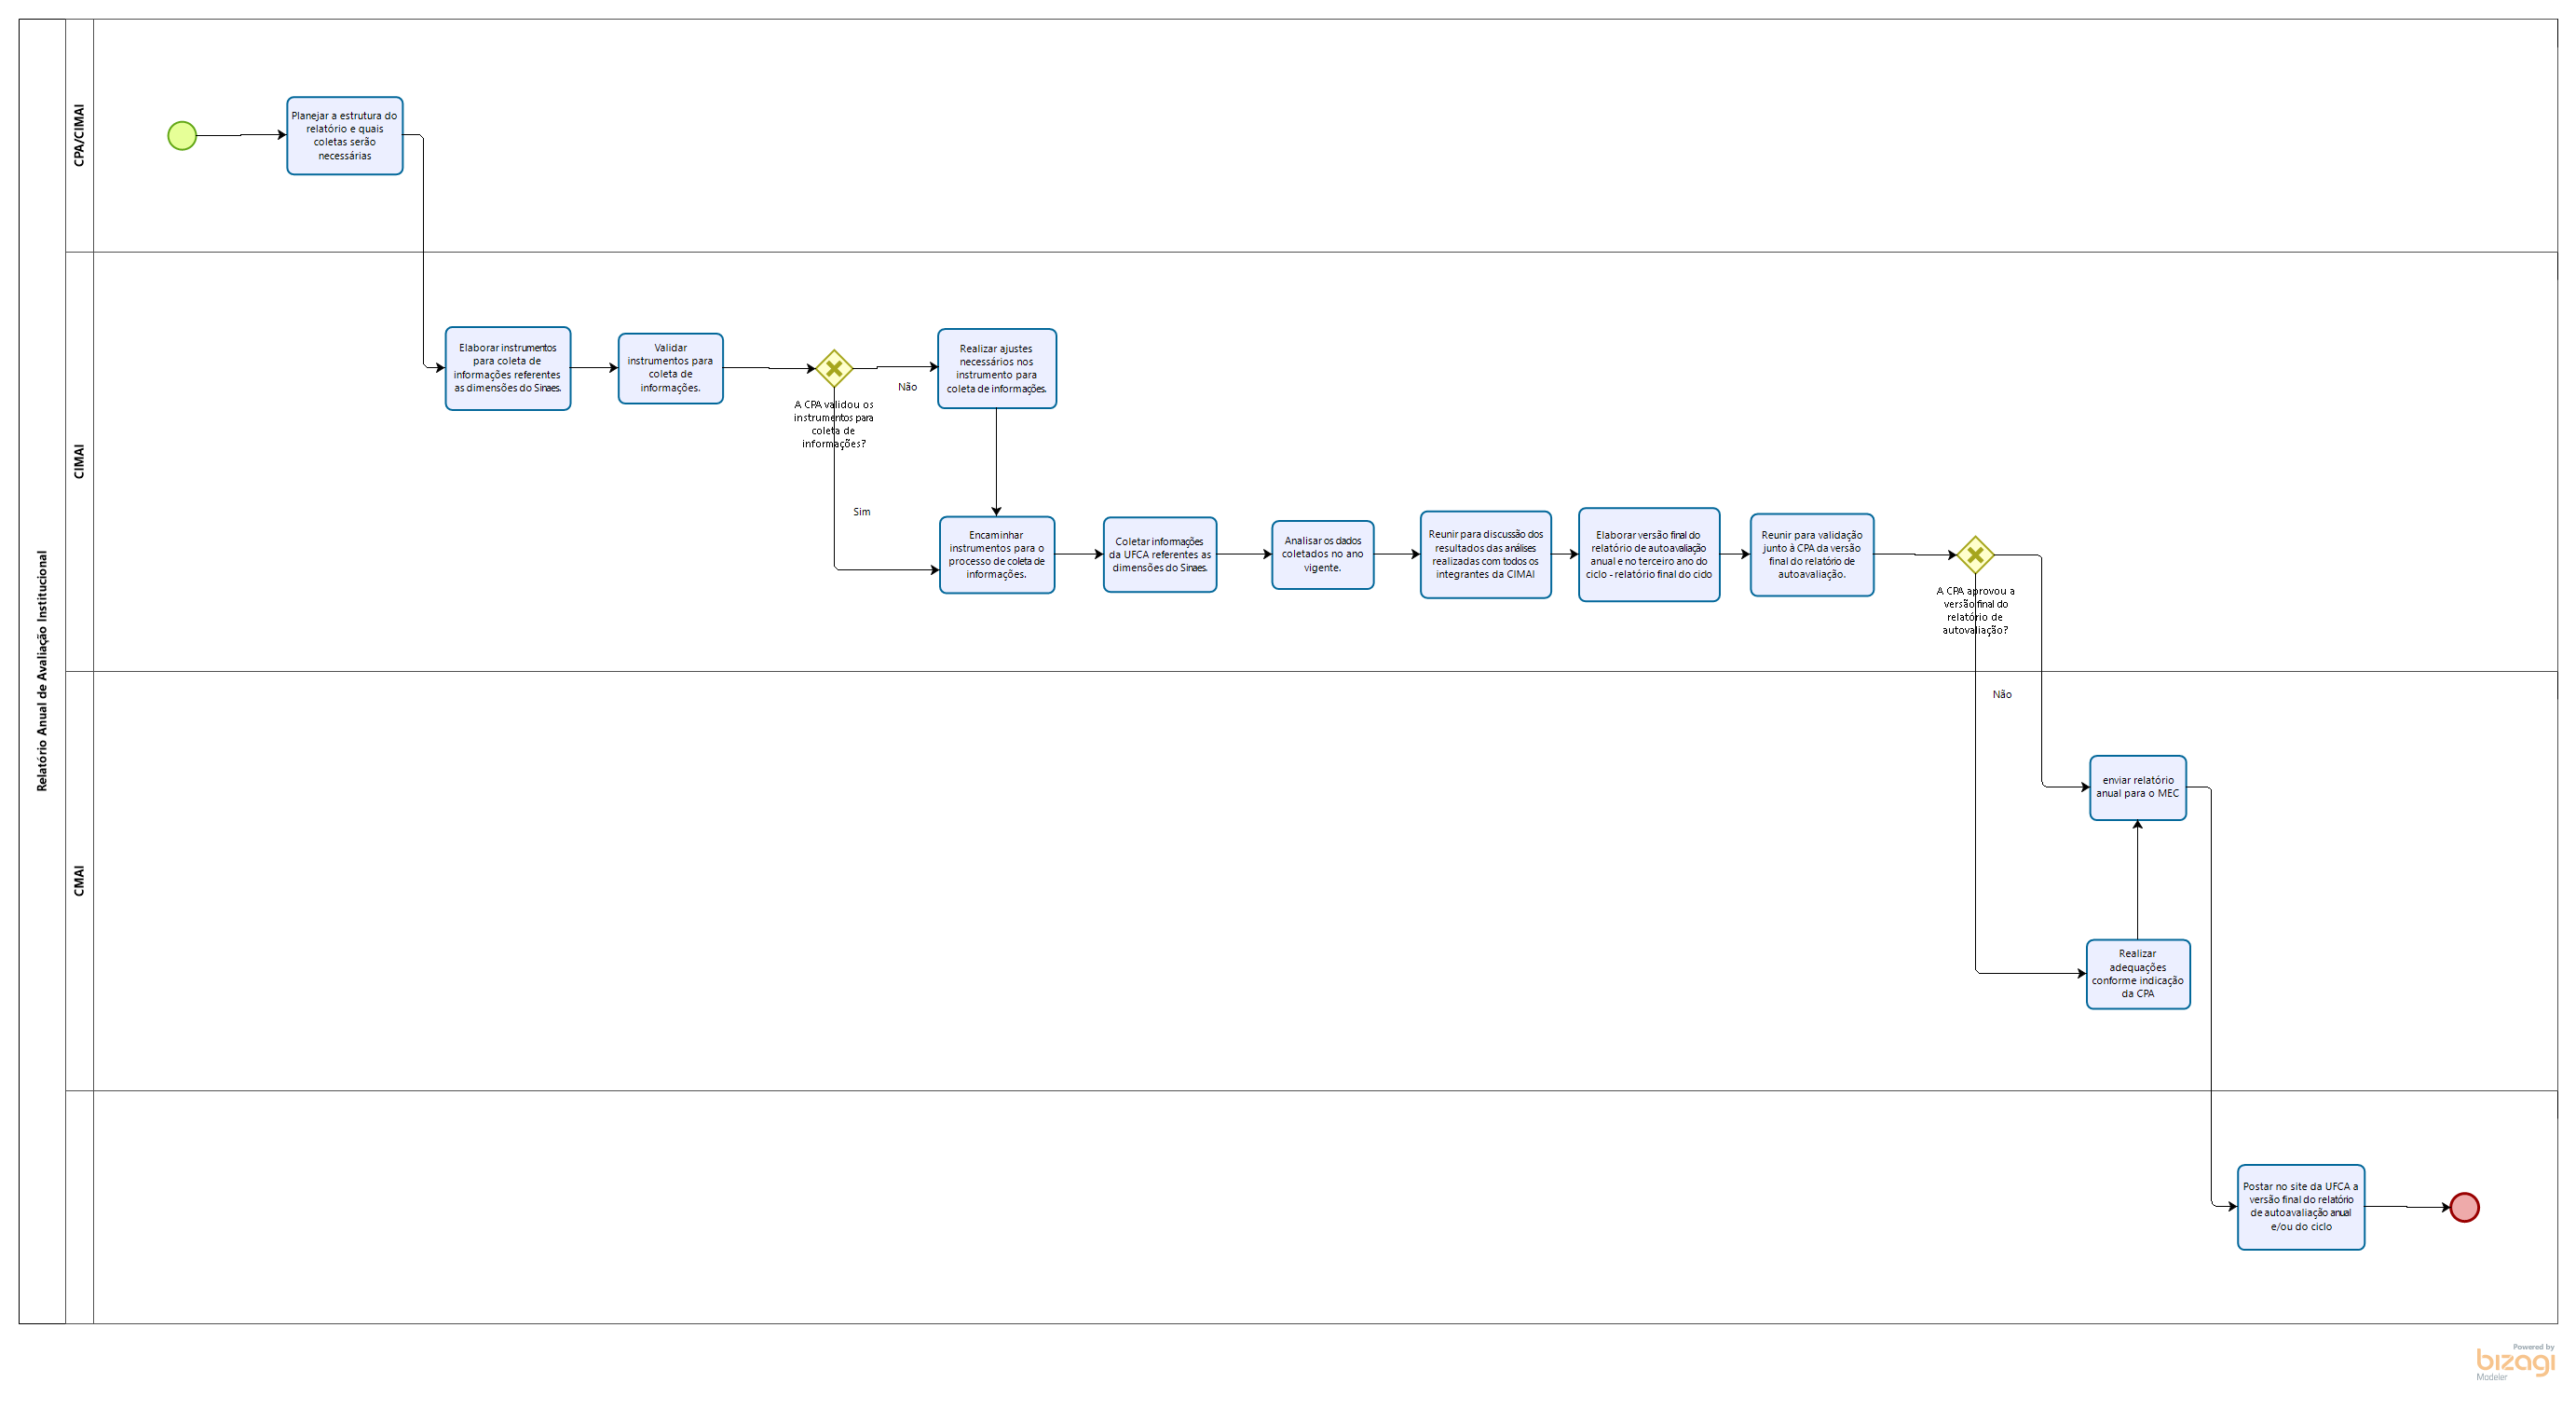 Relatório Anual de Avaliação Institucional
CPA/CIMAI
Planejar a estrutura do
relatório e quais
coletas serão
necessárias
CIMAI
Elaborar instrumentos
para coleta de
informações referentes
as dimensões do Sinaes.
Validar
instrumentos para
coleta de
informações.
A CPA validou os
instrumentos para
coleta de
informações?
Não
Sim
Realizar ajustes
necessários nos
instrumento para
coleta de informações.
Encaminhar
instrumentos para o
processo de coleta de
informações.
Coletar informações
da UFCA referentes as
dimensões do Sinaes.
Analisar os dados
coletados no ano
vigente.
Reunir para discussão dos
resultados das análises
realizadas com todos os
integrantes da CIMAI
Elaborar versão final do
relatório de autoavaliação
anual e no terceiro ano do
ciclo - relatório final do ciclo
Reunir para validação
junto à CPA da versão
final do relatório de
autoavaliação.
A CPA aprovou a
versão final do
relatório de
autovaliação?
Não
CMAI
enviar relatório
anual para o MEC
Realizar
adequações
conforme indicação
da CPA
Postar no site da UFCA a
versão final do relatório
de autoavaliação anual
e/ou do ciclo
Powered by
bizagi
Modeler